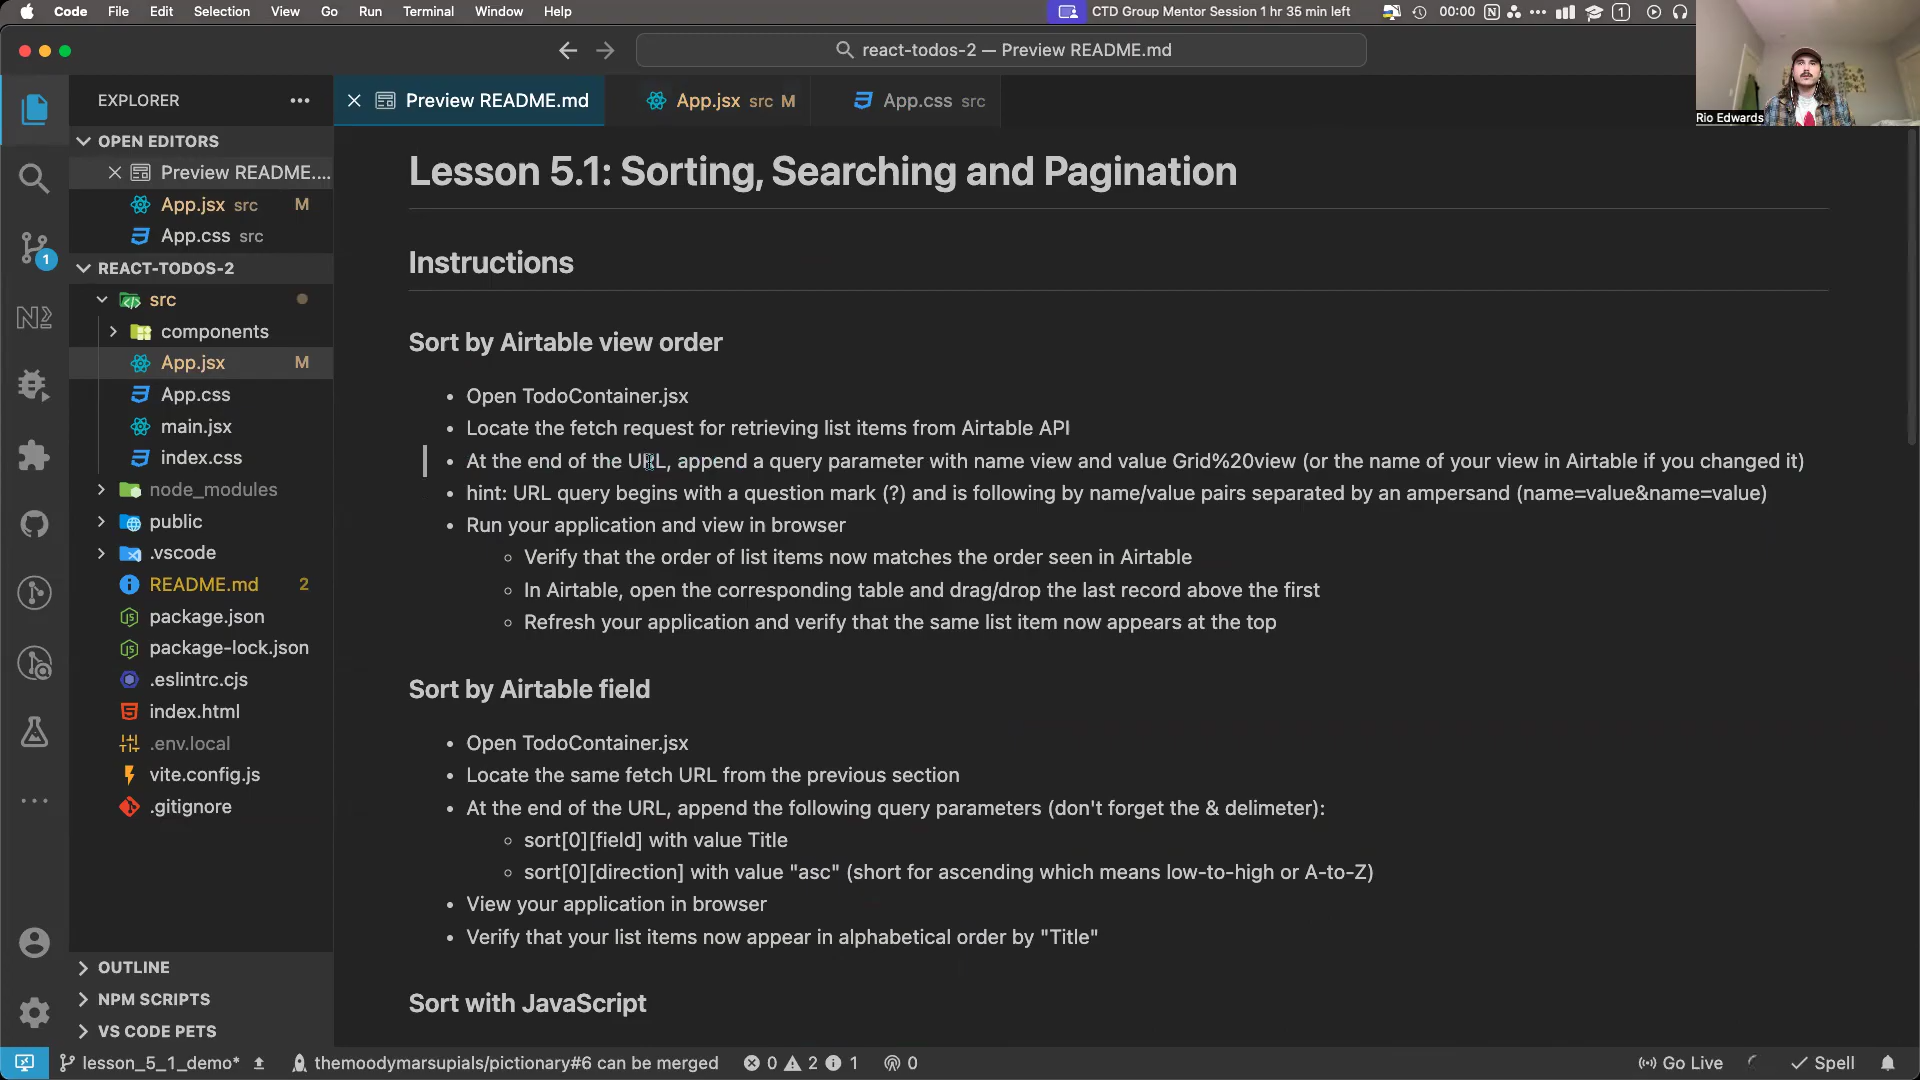 Code File Edit Selection View Go Run Terminal Window Help
CTD Group Mentor Session 1 hr 35 min left
00:00
1
react-todos-2 — Preview README.md
Rio Edwards
EXPLORER
Preview README.md
App.jsx src M
App.css src
OPEN EDITORS
Preview README....
App.jsx src M
App.css src
REACT-TODOS-2
src
components
App.jsx M
App.css
main.jsx
index.css
node_modules
public
.vscode
README.md 2
package.json
package-lock.json
.eslintrc.cjs
index.html
.env.local
vite.config.js
.gitignore
OUTLINE
NPM SCRIPTS
VS CODE PETS
1
Lesson 5.1: Sorting, Searching and Pagination
Instructions
Sort by Airtable view order
• Open TodoContainer.jsx
• Locate the fetch request for retrieving list items from Airtable API
• At the end of the URL, append a query parameter with name view and value Grid%20view (or the name of your view in Airtable if you changed it)
• hint: URL query begins with a question mark (?) and is following by name/value pairs separated by an ampersand (name=value&name=value)
• Run your application and view in browser
◦ Verify that the order of list items now matches the order seen in Airtable
◦ In Airtable, open the corresponding table and drag/drop the last record above the first
◦ Refresh your application and verify that the same list item now appears at the top
Sort by Airtable field
• Open TodoContainer.jsx
• Locate the same fetch URL from the previous section
• At the end of the URL, append the following query parameters (don't forget the & delimeter):
◦ sort[0][field] with value Title
◦ sort[0][direction] with value "asc" (short for ascending which means low-to-high or A-to-Z)
• View your application in browser
• Verify that your list items now appear in alphabetical order by "Title"
Sort with JavaScript
lesson_5_1_demo* themoodymarsupials/pictionary#6 can be merged 0 2 1 0 Go Live Spell